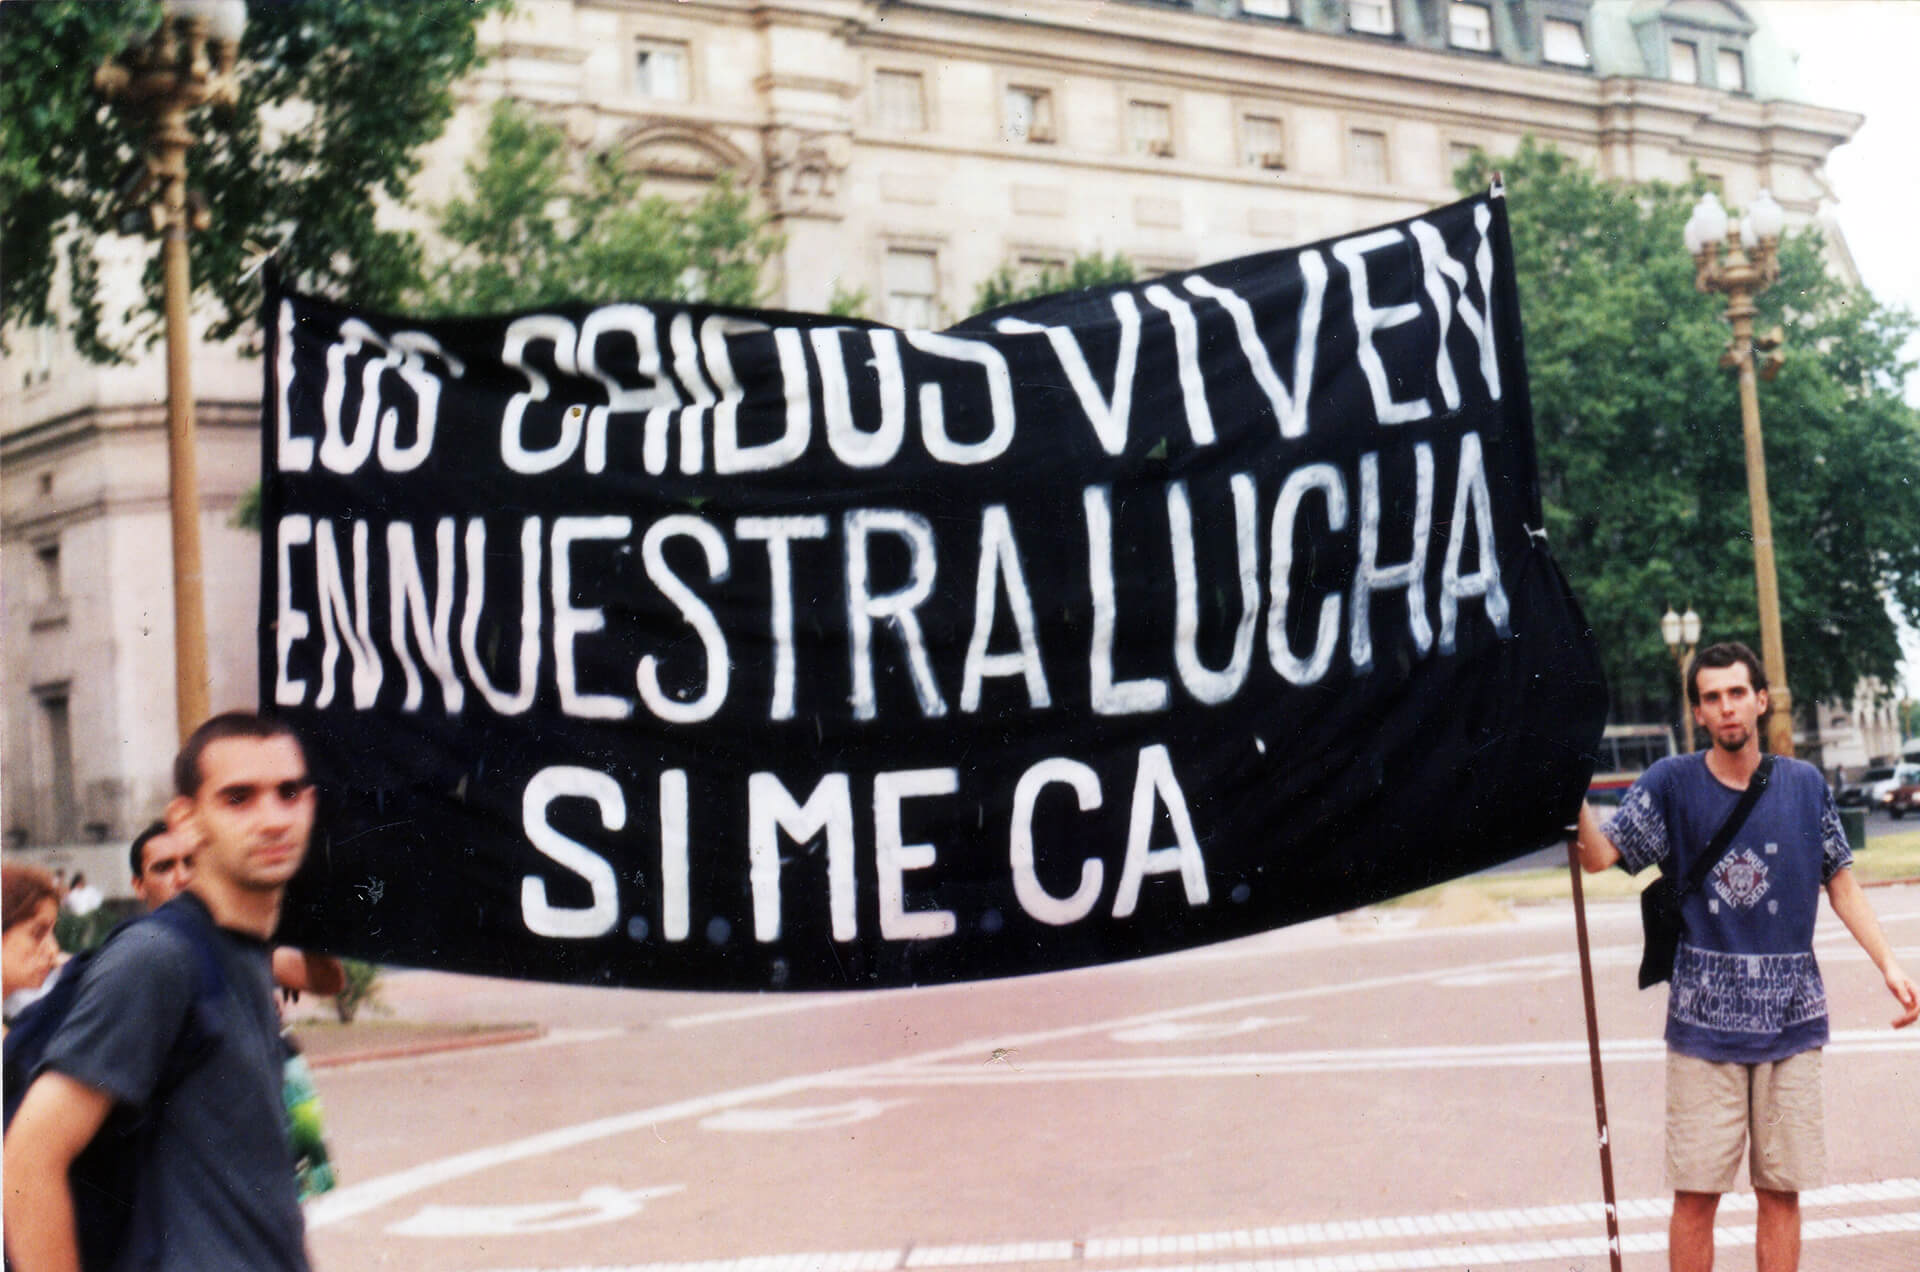 LOS CAIDOS VIVEN
EN NUESTRA LUCHA
S.I.ME.CA.